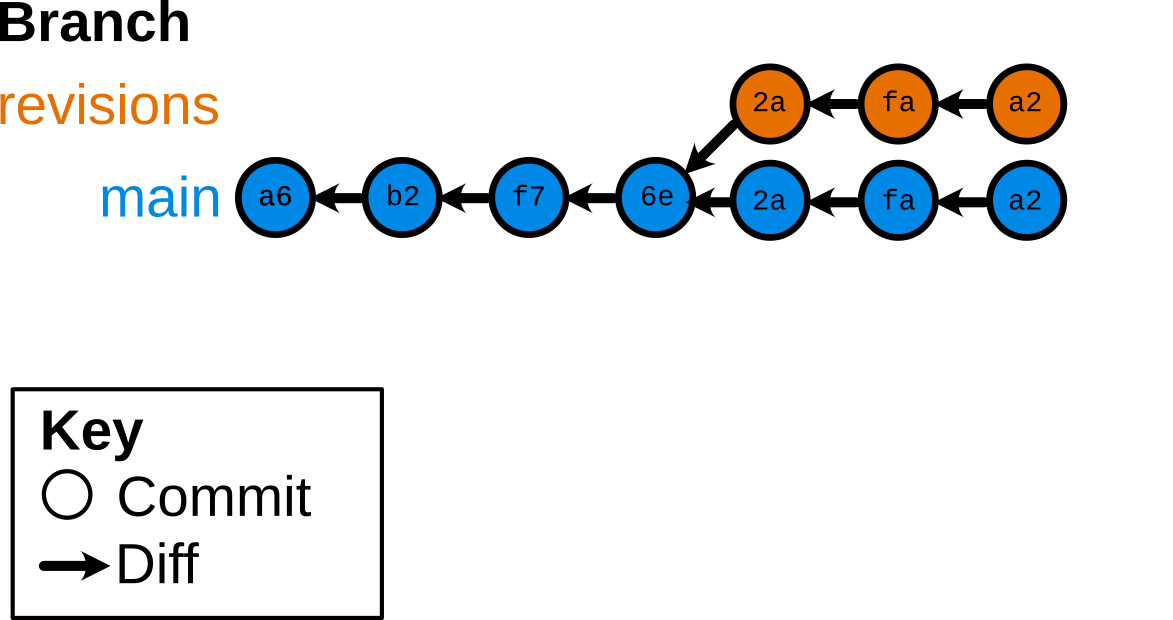 Branch
revisions
2a fa a2
main
a6 b2 f7 6e 2a fa a2
Key
Commit
Diff